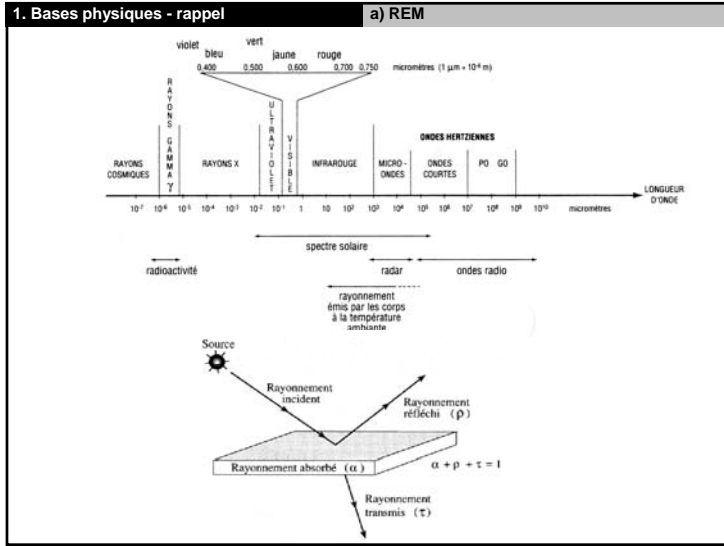 1. Bases physiques - rappel
a) REM
violet bleu vert jaune rouge
0,400 0,500 0,600 0,700 0,750 micromètres (1 µm = 10⁻⁶ m)
RAYONS COSMIQUES
RAYONS GAMMA γ
RAYONS X
ULTRAVIOLET
VISIBLE
INFRAROUGE
ONDES HERTZIENNES
MICRO-
ONDES
ONDES
COURTES
PO GO
LONGUEUR
D'ONDE
10⁻⁷ 10⁻⁶ 10⁻⁵ 10⁻⁴ 10⁻³ 10⁻² 10⁻¹ 1 10 10² 10³ 10⁴ 10⁵ 10⁶ 10⁷ 10⁸ 10⁹ 10¹⁰ micromètres
spectre solaire
radioactivité
radar
ondes radio
rayonnement
émis par les corps
à la température
ambiante
Source
Rayonnement
incident
Rayonnement
réfléchi (ρ)
Rayonnement absorbé (α)
α + ρ + τ = 1
Rayonnement
transmis (τ)